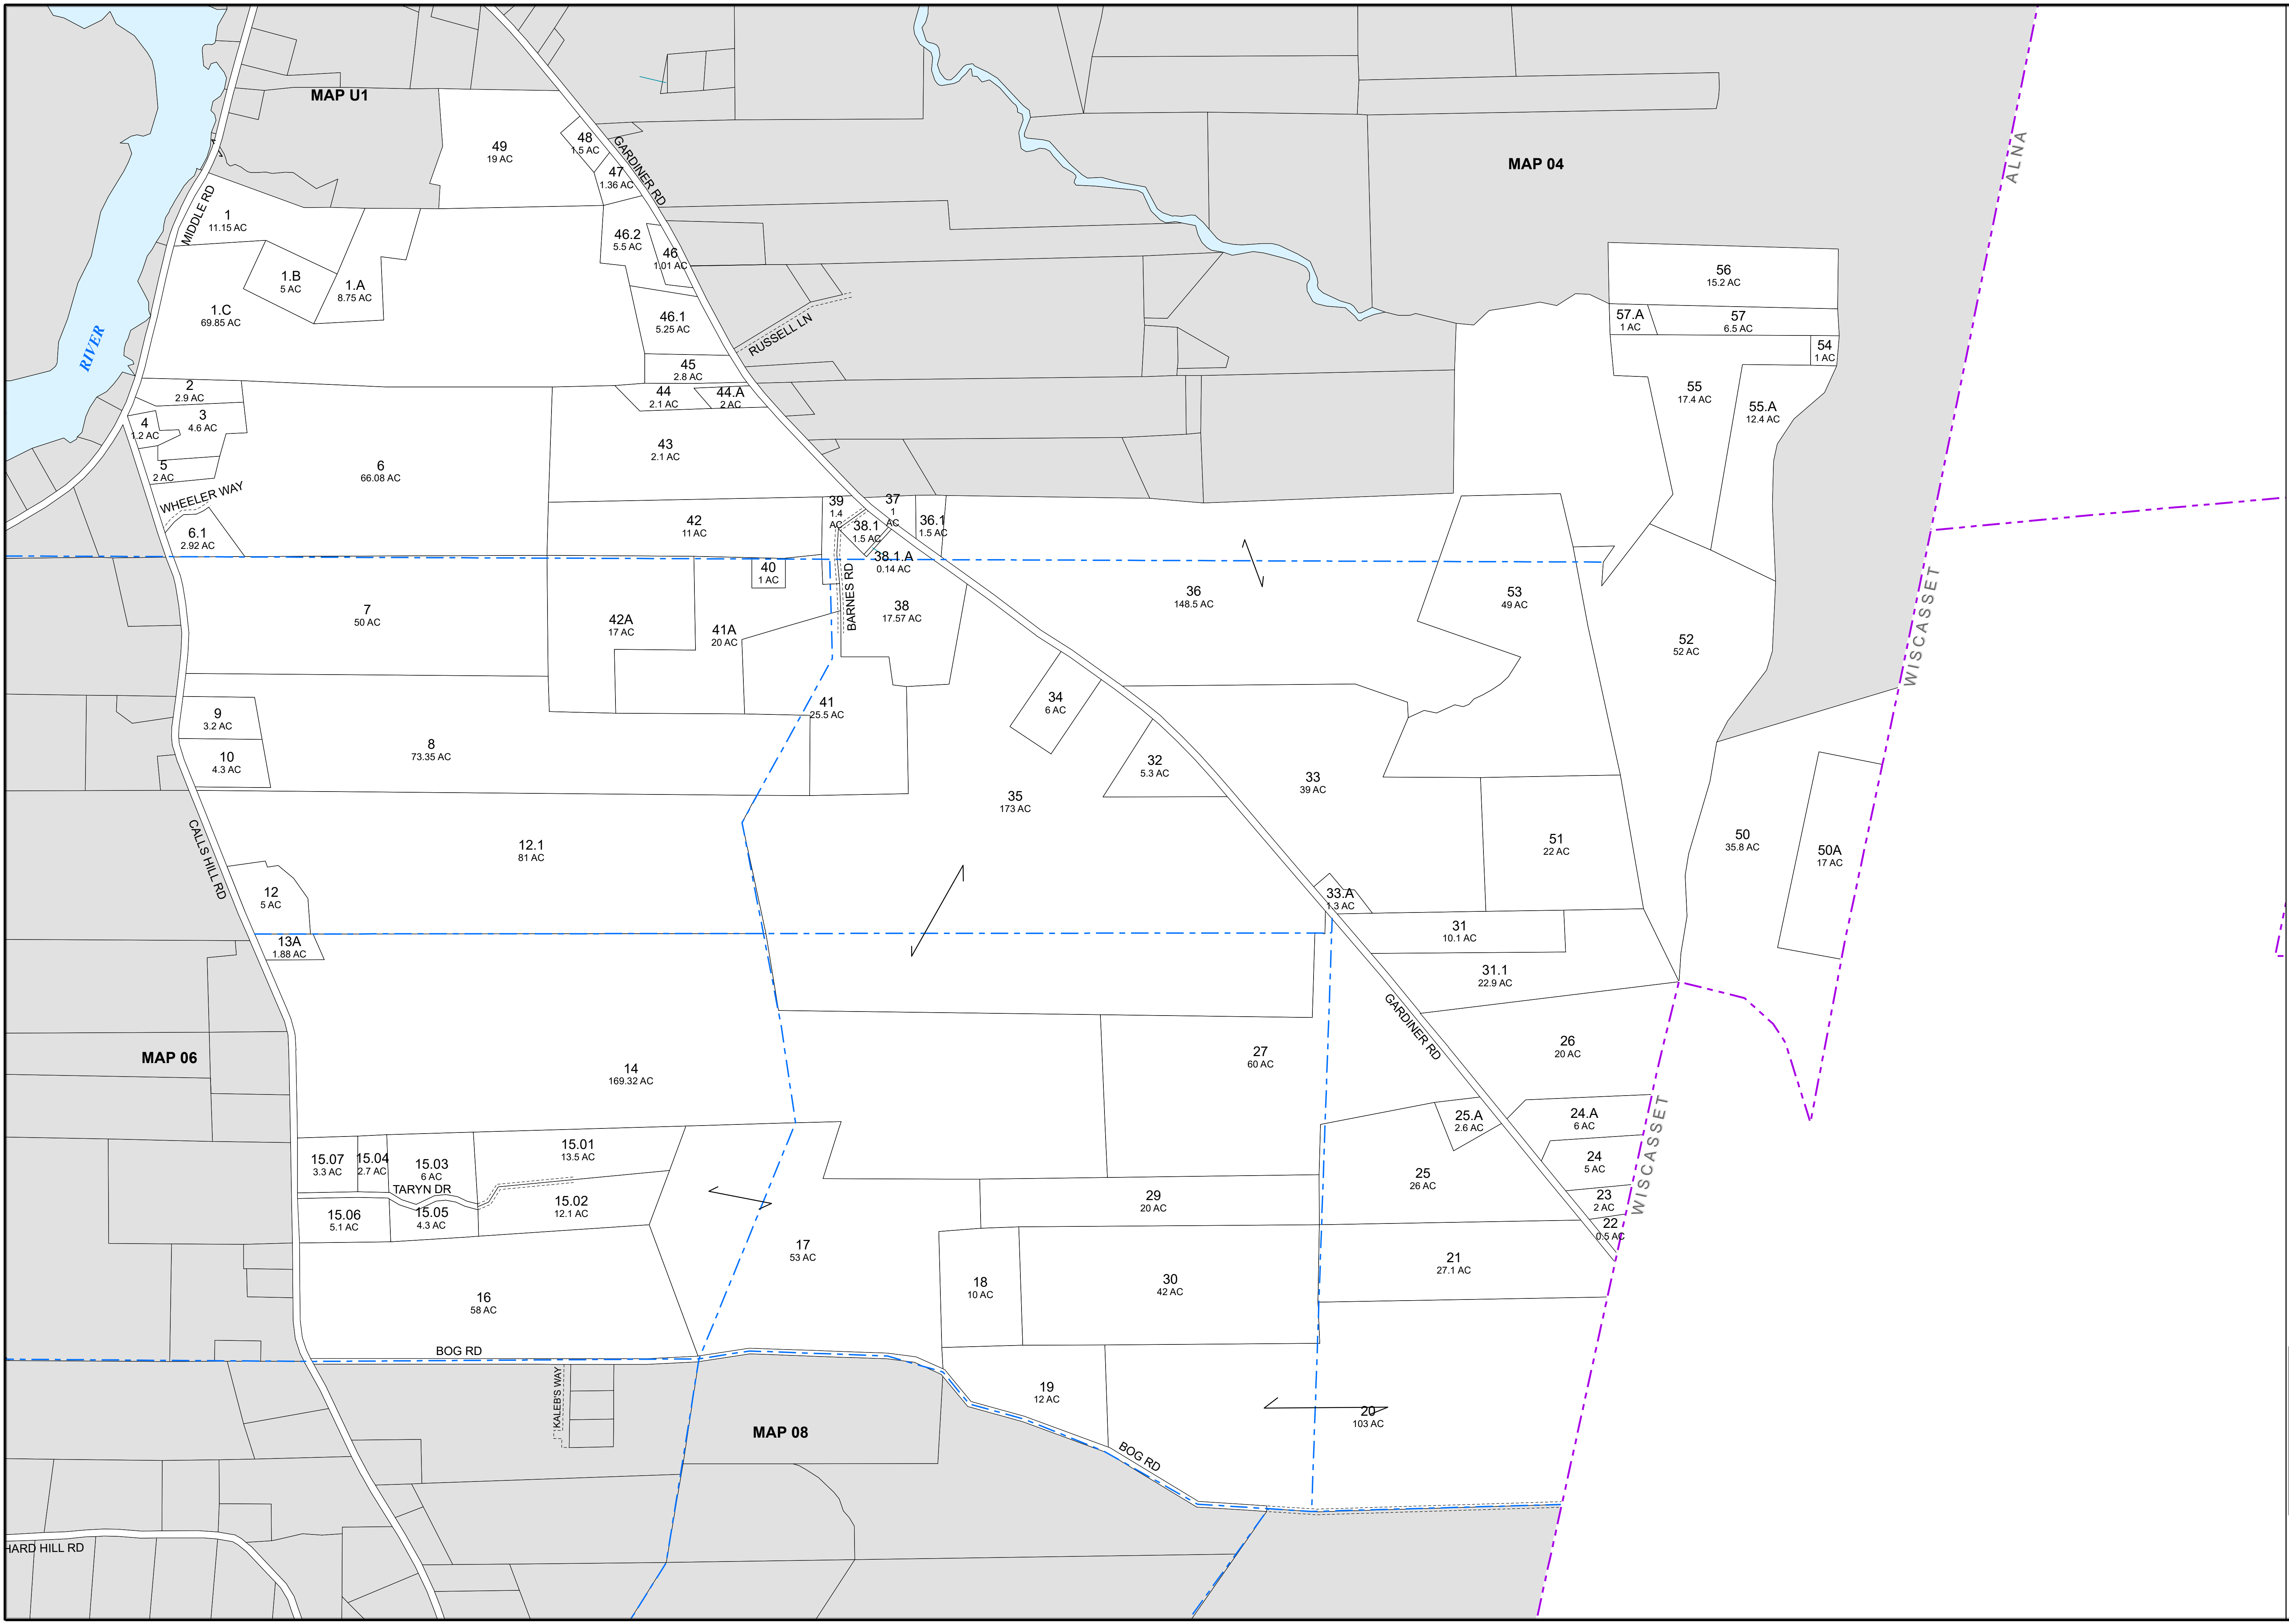 MAP U1
MAP 04
ALNA
49
19 AC
48
1.5 AC
47
1.36 AC
GARDINER RD
MIDDLE RD
1
11.15 AC
1.B
5 AC
1.A
8.75 AC
1.C
69.85 AC
46.2
5.5 AC
46
1.01 AC
46.1
5.25 AC
RUSSELL LN
RIVER
45
2.8 AC
44
2.1 AC
44.A
2 AC
56
15.2 AC
57.A
1 AC
57
6.5 AC
54
1 AC
55
17.4 AC
55.A
12.4 AC
2
2.9 AC
3
4.6 AC
4
1.2 AC
5
2 AC
6
66.08 AC
43
2.1 AC
WHEELER WAY
6.1
2.92 AC
42
11 AC
39
1.4
AC
38.1
1.5 AC
37
1
AC
36.1
1.5 AC
38.1.A
0.14 AC
40
1 AC
BARNES RD
38
17.57 AC
36
148.5 AC
53
49 AC
52
52 AC
WISCASSET
7
50 AC
42A
17 AC
41A
20 AC
41
25.5 AC
34
6 AC
9
3.2 AC
10
4.3 AC
8
73.35 AC
32
5.3 AC
33
39 AC
35
173 AC
CALLS HILL RD
12.1
81 AC
12
5 AC
51
22 AC
50
35.8 AC
50A
17 AC
33.A
1.3 AC
13A
1.88 AC
31
10.1 AC
31.1
22.9 AC
GARDINER RD
MAP 06
14
169.32 AC
27
60 AC
26
20 AC
25.A
2.6 AC
24.A
6 AC
24
5 AC
WISCASSET
15.07
3.3 AC
15.04
2.7 AC
15.03
6 AC
15.01
13.5 AC
TARYN DR
15.06
5.1 AC
15.05
4.3 AC
15.02
12.1 AC
25
26 AC
29
20 AC
23
2 AC
22
0.5 AC
17
53 AC
21
27.1 AC
18
10 AC
30
42 AC
16
58 AC
BOG RD
KALEB'S WAY
19
12 AC
20
103 AC
MAP 08
BOG RD
HARD HILL RD